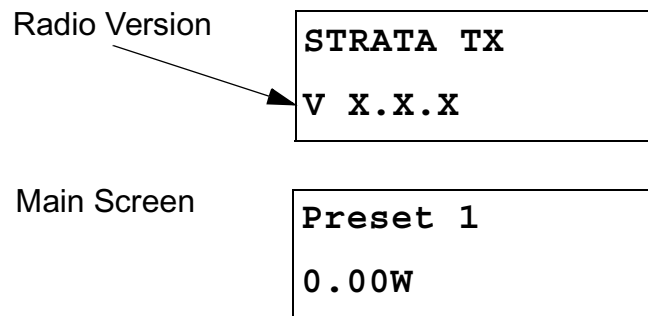 Radio Version
STRATA TX
V X.X.X
Main Screen
Preset 1
0.00W